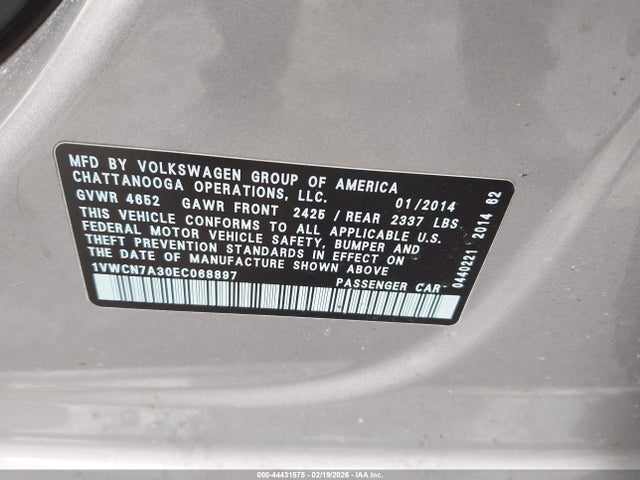 MFD BY VOLKSWAGEN GROUP OF AMERICA
CHATTANOOGA OPERATIONS, LLC. 01/2014
GVWR 4652 GAWR FRONT 2425 / REAR 2337 LBS
THIS VEHICLE CONFORMS TO ALL APPLICABLE U.S.
FEDERAL MOTOR VEHICLE SAFETY, BUMPER AND
THEFT PREVENTION STANDARDS IN EFFECT ON
THE DATE OF MANUFACTURE SHOWN ABOVE
1VWCN7A30EC068897 PASSENGER CAR
0440221 2014 62
000-44431575 - 02/19/2026 - IAA Inc.